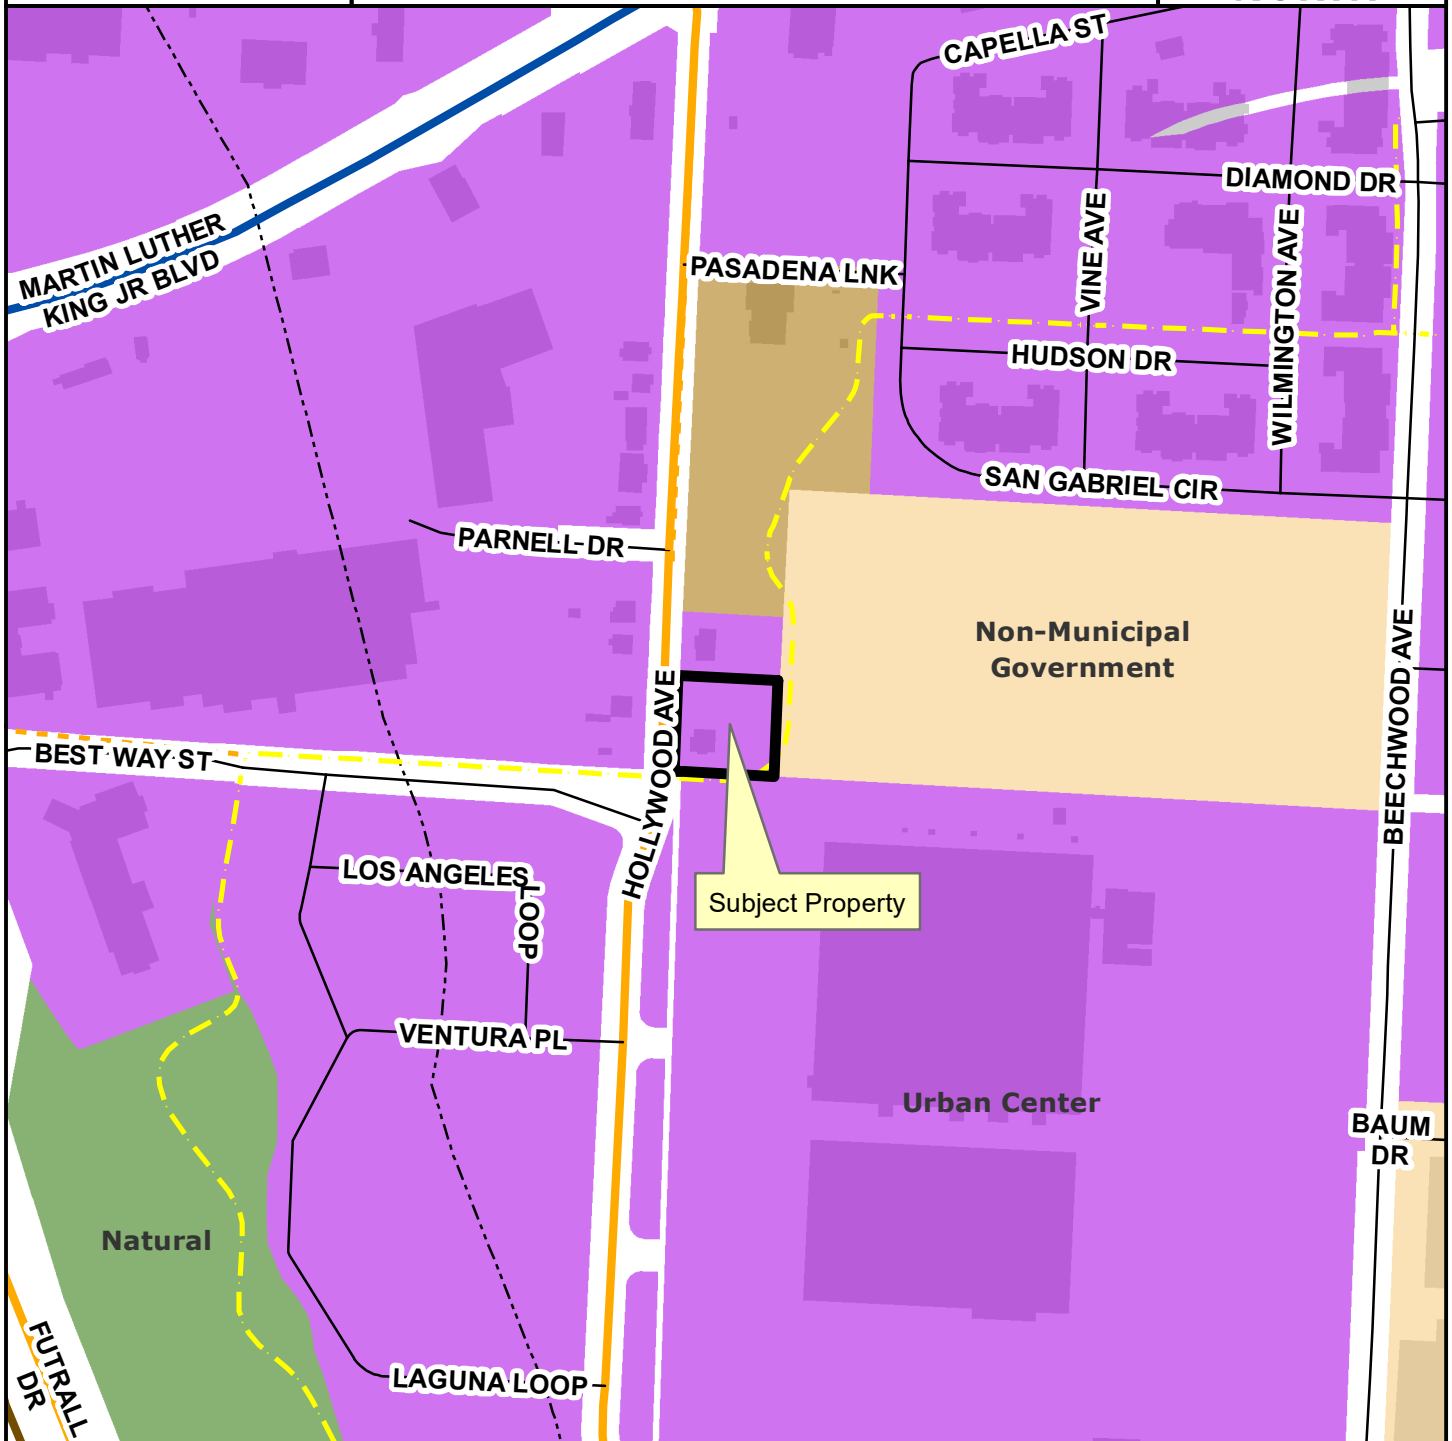 CAPELLA ST
DIAMOND DR
MARTIN LUTHER
KING JR BLVD
PASADENA LNK
VINE AVE
WILMINGTON AVE
HUDSON DR
SAN GABRIEL CIR
PARNELL DR
Non-Municipal
Government
BEECHWOOD AVE
HOLLYWOOD AVE
BEST WAY ST
LOS ANGELES
LOOP
Subject Property
VENTURA PL
Urban Center
BAUM
DR
Natural
FUTRALL
DR
LAGUNA LOOP